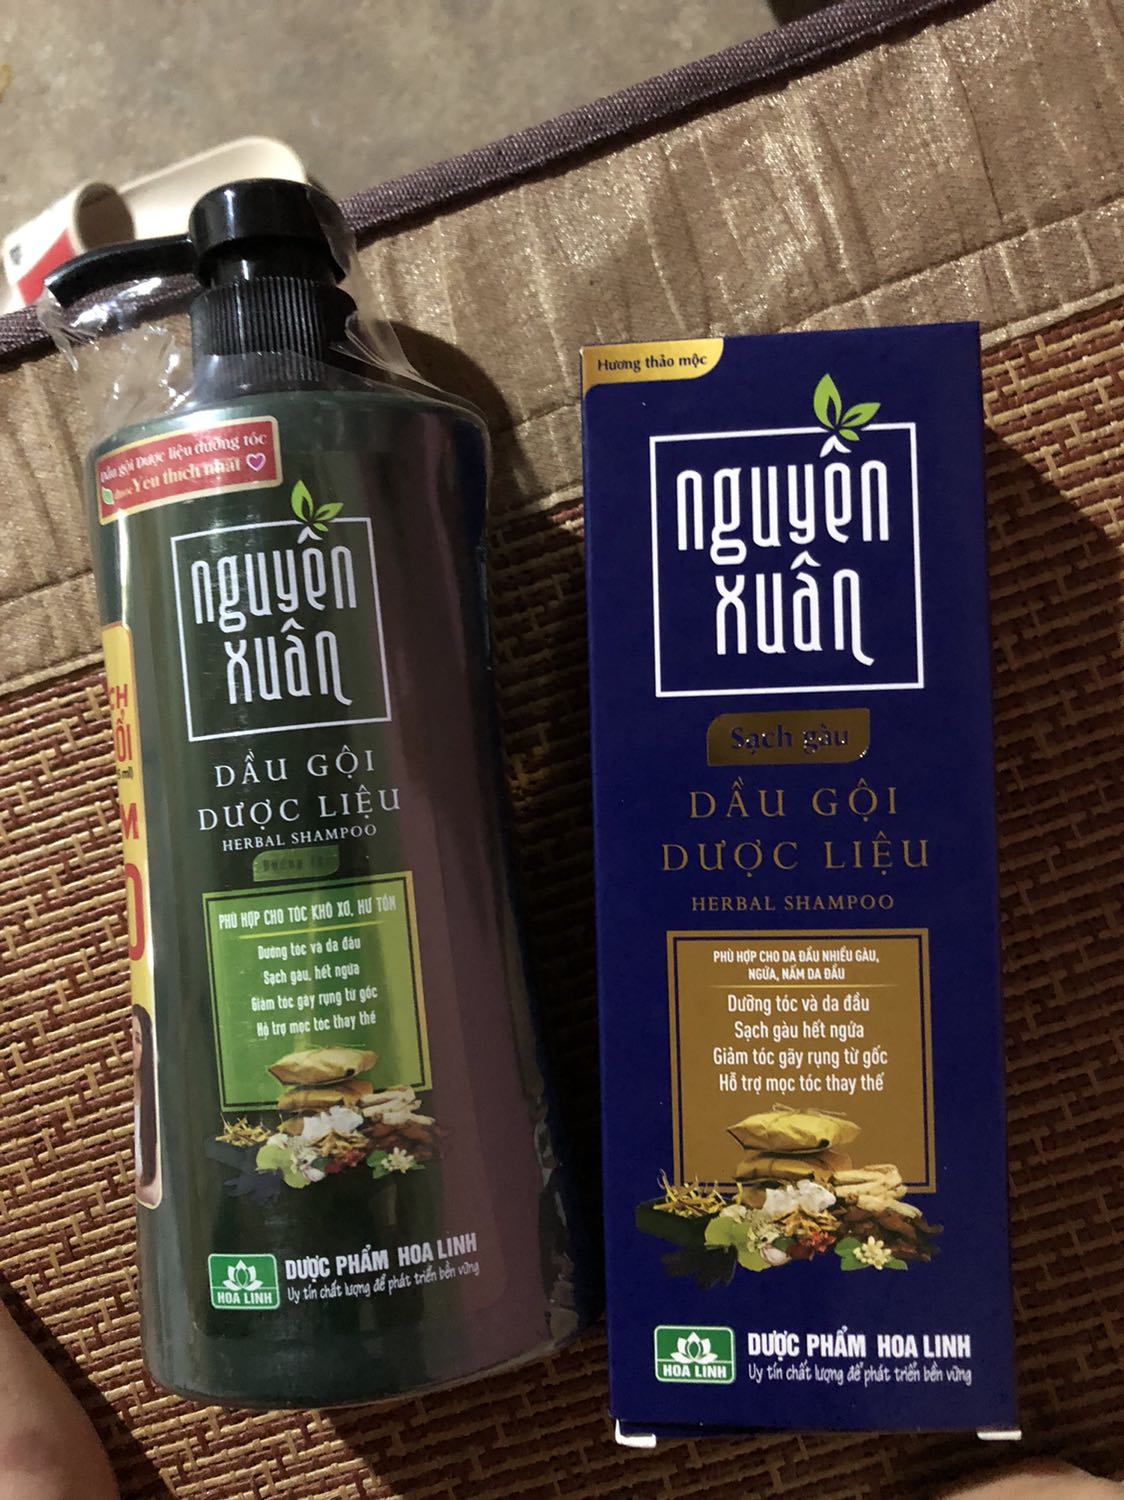 Dầu gội Dược liệu dưỡng tóc
được Yêu thích nhất
nguyên
xuân
DẦU GỘI
DƯỢC LIỆU
HERBAL SHAMPOO
PHÙ HỢP CHO TÓC KHÔ XƠ, HƯ TỔN
Dưỡng tóc và da đầu
Sạch gàu, hết ngứa
Giảm tóc gãy rụng từ gốc
Hỗ trợ mọc tóc thay thế
HOA LINH
DƯỢC PHẨM HOA LINH
Uy tín chất lượng để phát triển bền vững
Hương thảo mộc
nguyên
xuân
Sạch gàu
DẦU GỘI
DƯỢC LIỆU
HERBAL SHAMPOO
PHÙ HỢP CHO DA ĐẦU NHIỀU GÀU,
NGỨA, NẤM DA ĐẦU
Dưỡng tóc và da đầu
Sạch gàu hết ngứa
Giảm tóc gãy rụng từ gốc
Hỗ trợ mọc tóc thay thế
HOA LINH
DƯỢC PHẨM HOA LINH
Uy tín chất lượng để phát triển bền vững